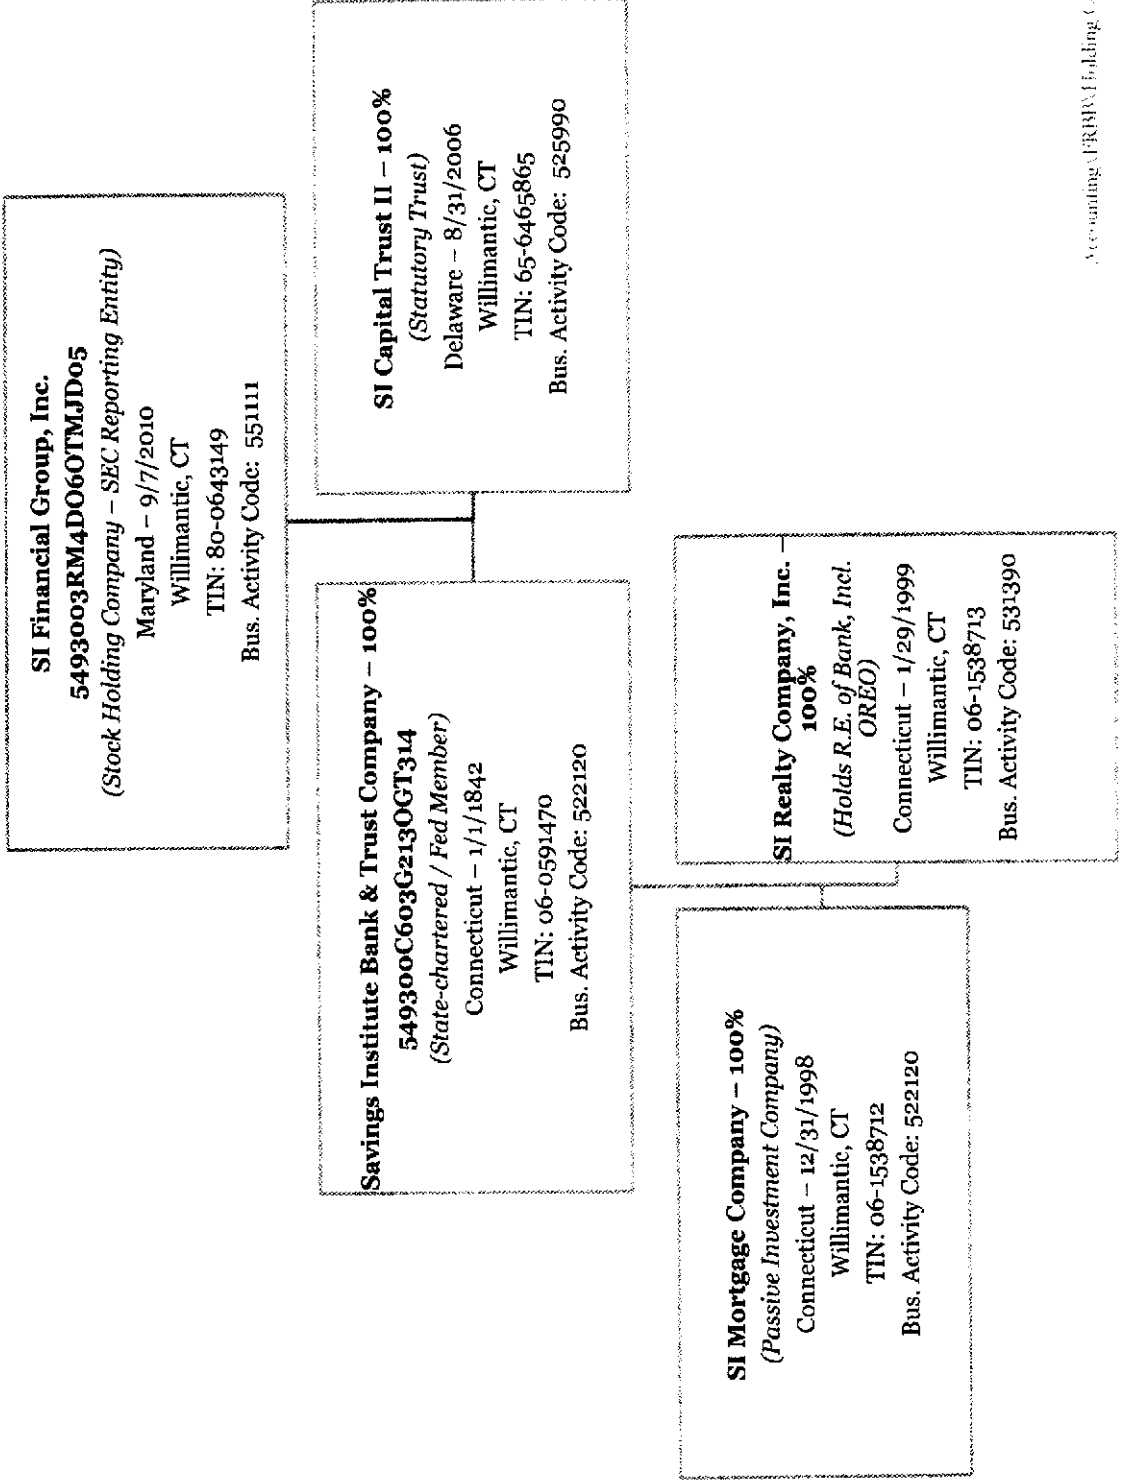 SI Financial Group, Inc.
5493003RM4DO6OTMJD05
(Stock Holding Company – SEC Reporting Entity)
Maryland – 9/7/2010
Willimantic, CT
TIN: 80-0643149
Bus. Activity Code: 551111
Savings Institute Bank & Trust Company – 100%
549300C603G213OGT314
(State-chartered / Fed Member)
Connecticut – 1/1/1842
Willimantic, CT
TIN: 06-0591470
Bus. Activity Code: 522120
SI Capital Trust II – 100%
(Statutory Trust)
Delaware – 8/31/2006
Willimantic, CT
TIN: 65-6465865
Bus. Activity Code: 525990
SI Mortgage Company – 100%
(Passive Investment Company)
Connecticut – 12/31/1998
Willimantic, CT
TIN: 06-1538712
Bus. Activity Code: 522120
SI Realty Company, Inc. –
100%
(Holds R.E. of Bank, Incl.
OREO)
Connecticut – 1/29/1999
Willimantic, CT
TIN: 06-1538713
Bus. Activity Code: 531390